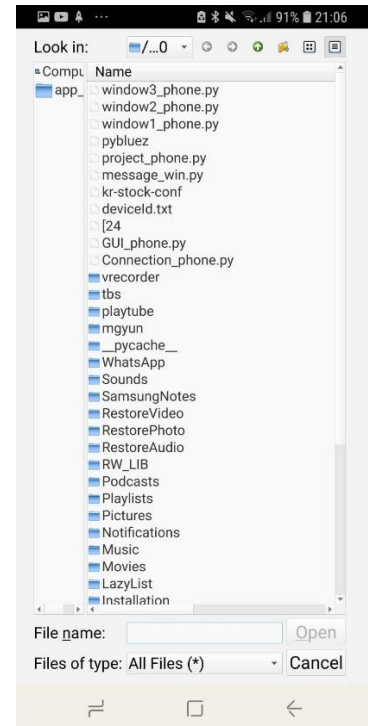 91% 21:06
Look in: /...0
Compu Name
app_ window3_phone.py
window2_phone.py
window1_phone.py
pybluez
project_phone.py
message_win.py
kr-stock-conf
deviceId.txt
[24
GUI_phone.py
Connection_phone.py
vrecorder
tbs
playtube
mgyun
__pycache__
WhatsApp
Sounds
SamsungNotes
RestoreVideo
RestorePhoto
RestoreAudio
RW_LIB
Podcasts
Playlists
Pictures
Notifications
Music
Movies
LazyList
Installation
File name: Open
Files of type: All Files (*) Cancel